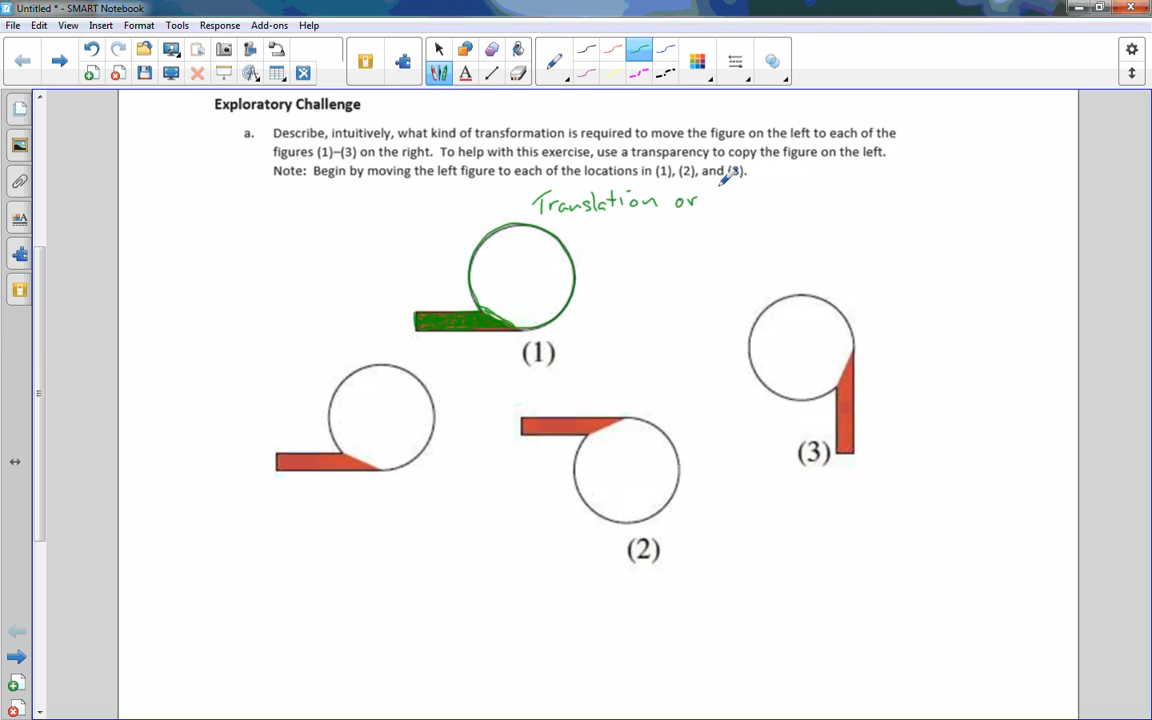 Untitled * - SMART Notebook
File Edit View Insert Format Tools Response Add-ons Help
Exploratory Challenge
a. Describe, intuitively, what kind of transformation is required to move the figure on the left to each of the
figures (1)–(3) on the right. To help with this exercise, use a transparency to copy the figure on the left.
Note: Begin by moving the left figure to each of the locations in (1), (2), and (3).
Translation or
(1)
(3)
(2)